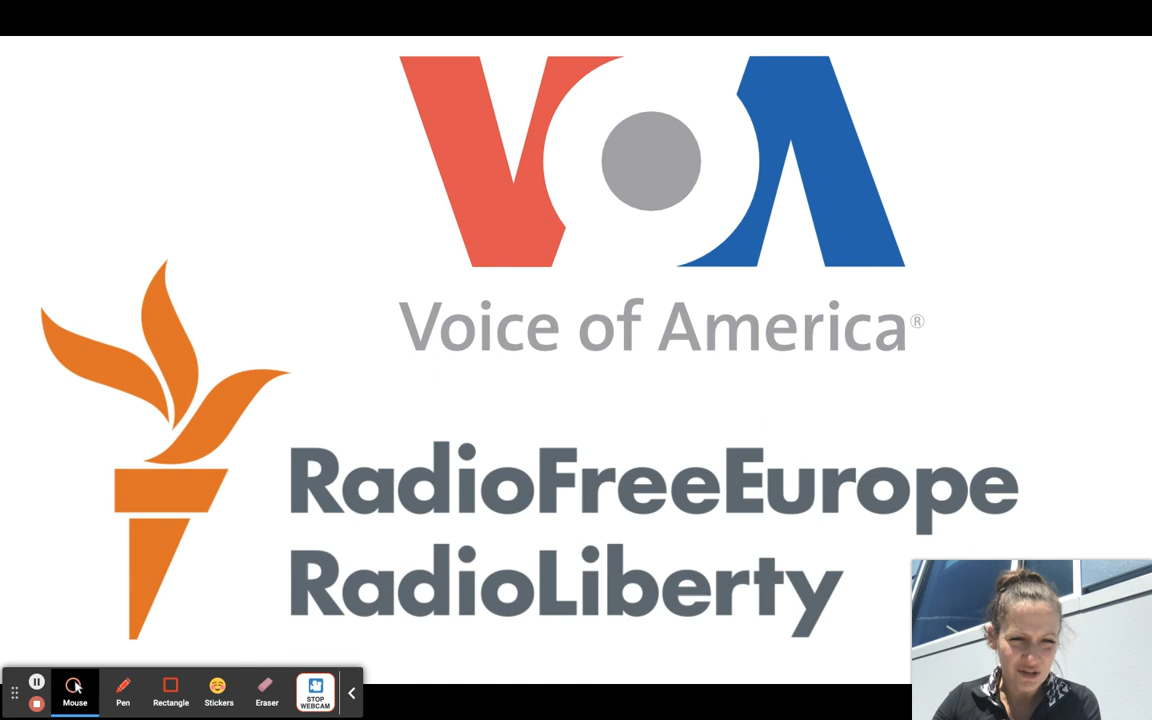 VOA
Voice of America®
RadioFreeEurope
RadioLiberty
Mouse
Pen
Rectangle
Stickers
Eraser
STOP
WEBCAM